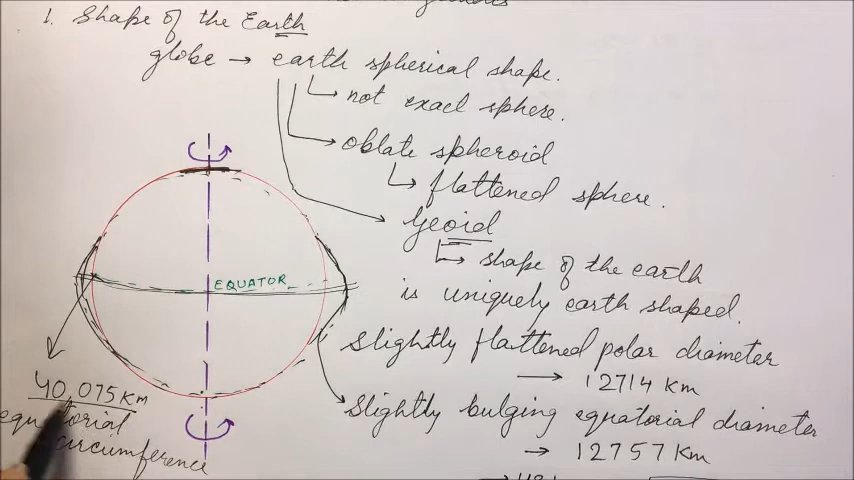 1. Shape of the Earth
globe → earth spherical shape.
not exact sphere.
oblate spheroid
flattened sphere.
Geoid
shape of the earth
is uniquely earth shaped.
EQUATOR
Slightly flattened polar diameter
→ 12714 Km
Slightly bulging equatorial diameter
→ 12757 Km
40,075 Km
equatorial
circumference